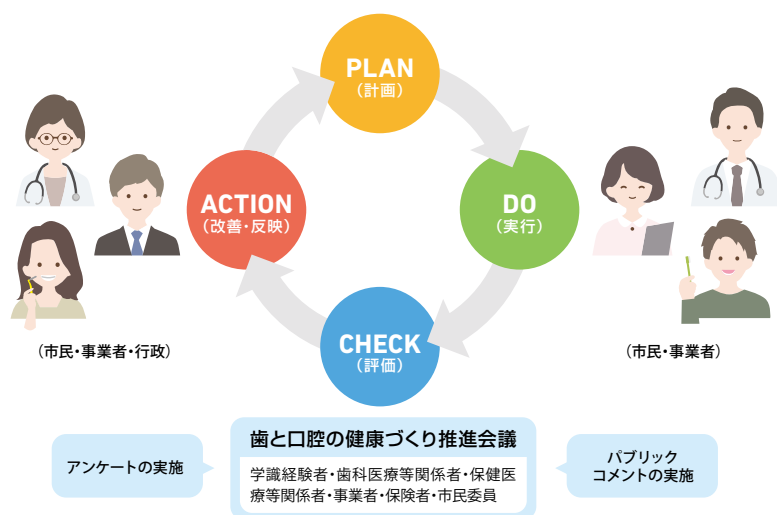 PLAN
（計画）
ACTION
（改善・反映）
DO
（実行）
CHECK
（評価）
（市民・事業者・行政）
（市民・事業者）
歯と口腔の健康づくり推進会議
学識経験者・歯科医療等関係者・保健医
療等関係者・事業者・保険者・市民委員
アンケートの実施
パブリック
コメントの実施